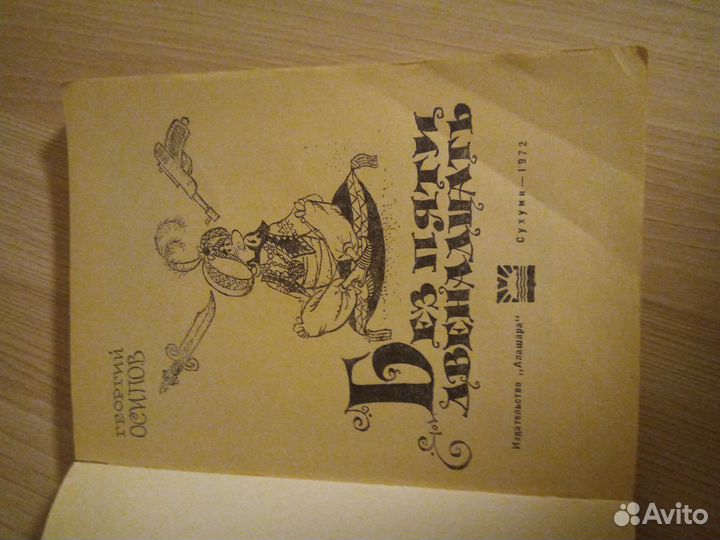 ГЕОРГИЙ
ОСИПОВ
БЕЗ ПЯТИ
ДВЕНАДЦАТЬ
Издательство „Алашара“
Сухуми — 1972
Avito